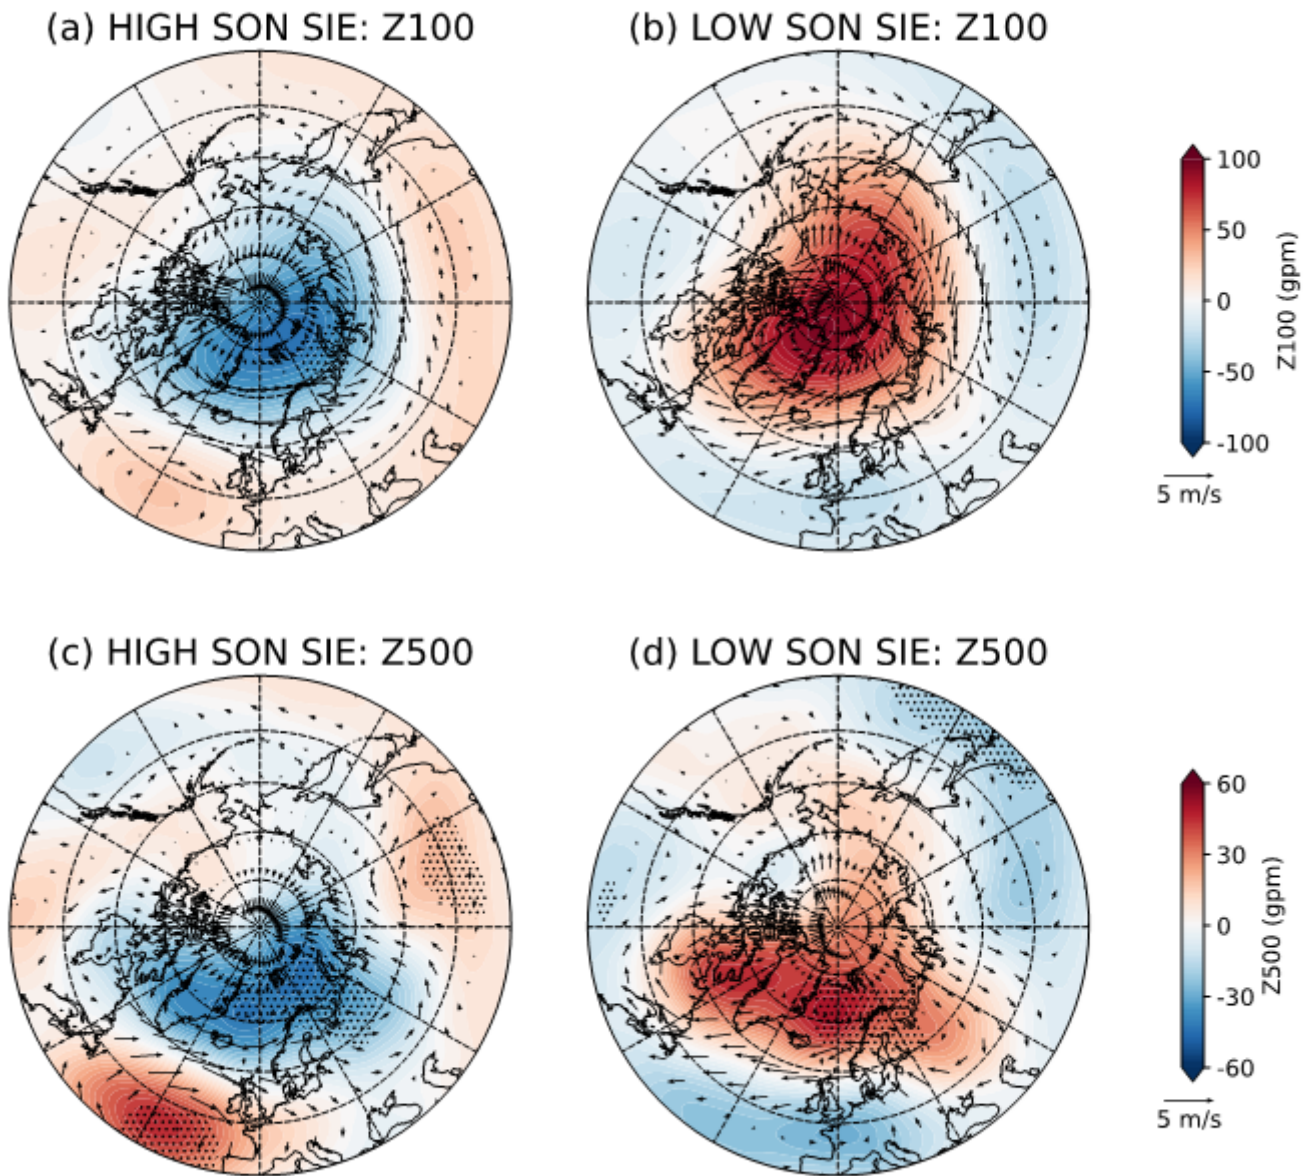 (a) HIGH SON SIE: Z100
(b) LOW SON SIE: Z100
100
50
0
-50
-100
Z100 (gpm)
5 m/s
(c) HIGH SON SIE: Z500
(d) LOW SON SIE: Z500
60
30
0
-30
-60
Z500 (gpm)
5 m/s